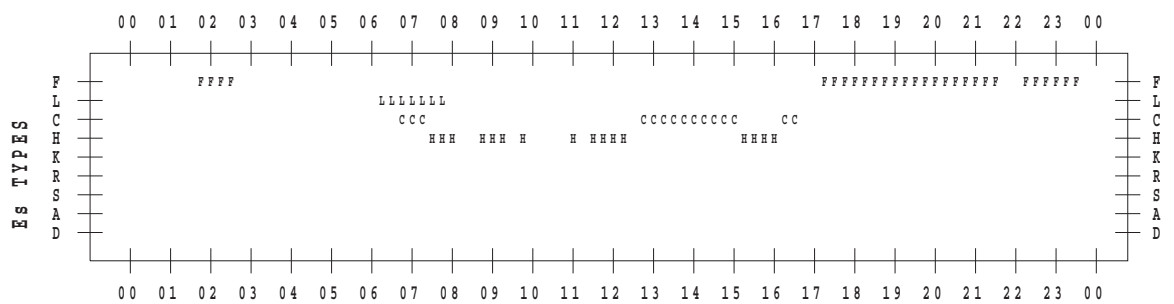 00 01 02 03 04 05 06 07 08 09 10 11 12 13 14 15 16 17 18 19 20 21 22 23 00
F FFFF FFFFFFFFFFFFFFFFFF FFFFFF F
L LLLLLLL L
C CCC CCCCCCCCCC CC C
H HHH HHH H H HHHH HHHH H
K K
R R
S S
A A
D D
Es TYPES
00 01 02 03 04 05 06 07 08 09 10 11 12 13 14 15 16 17 18 19 20 21 22 23 00